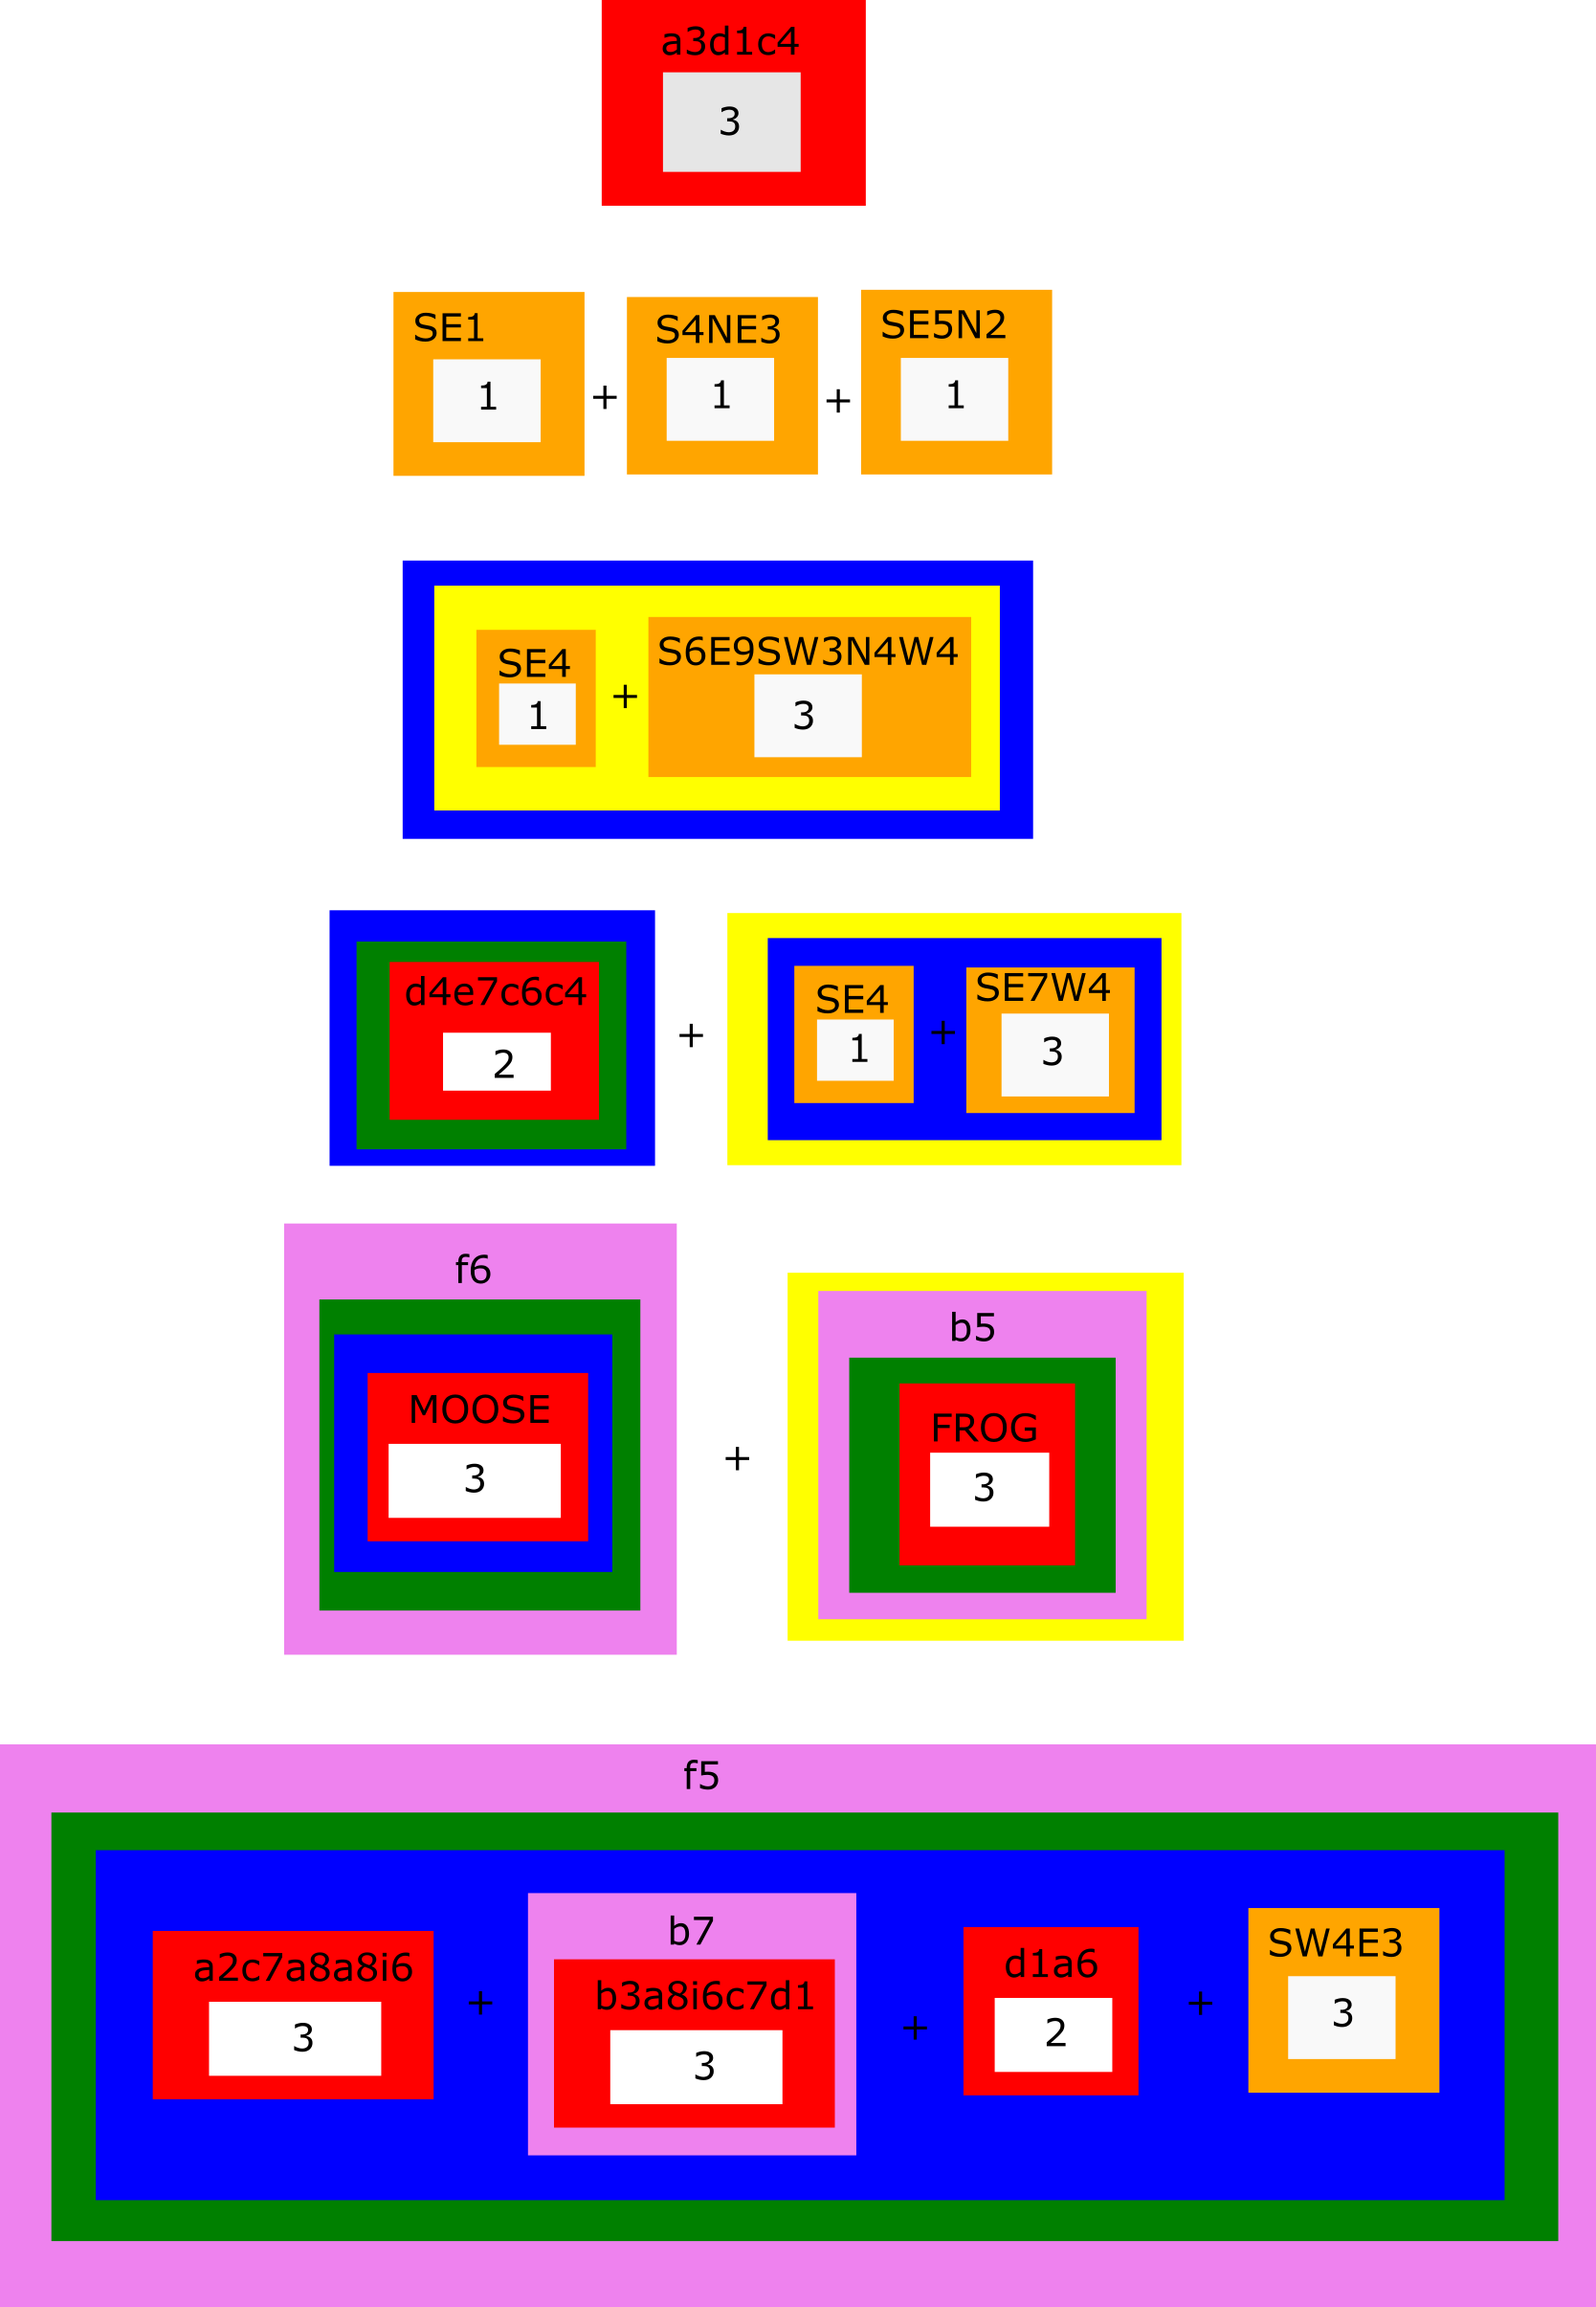 a3d1c4
3
SE1
1
+
S4NE3
1
+
SE5N2
1
SE4
1
+
S6E9SW3N4W4
3
d4e7c6c4
2
+
SE4
1
+
SE7W4
3
f6
MOOSE
3
+
b5
FROG
3
f5
a2c7a8a8i6
3
+
b7
b3a8i6c7d1
3
+
d1a6
2
+
SW4E3
3